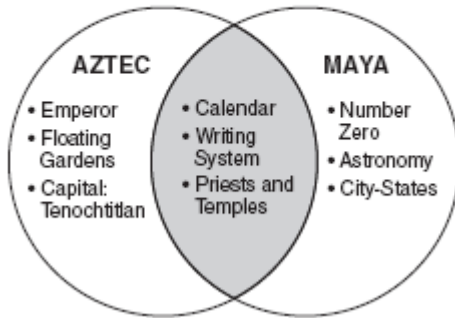 AZTEC
• Emperor
• Floating
Gardens
• Capital:
Tenochtitlan
• Calendar
• Writing
System
• Priests and
Temples
MAYA
• Number
Zero
• Astronomy
• City-States